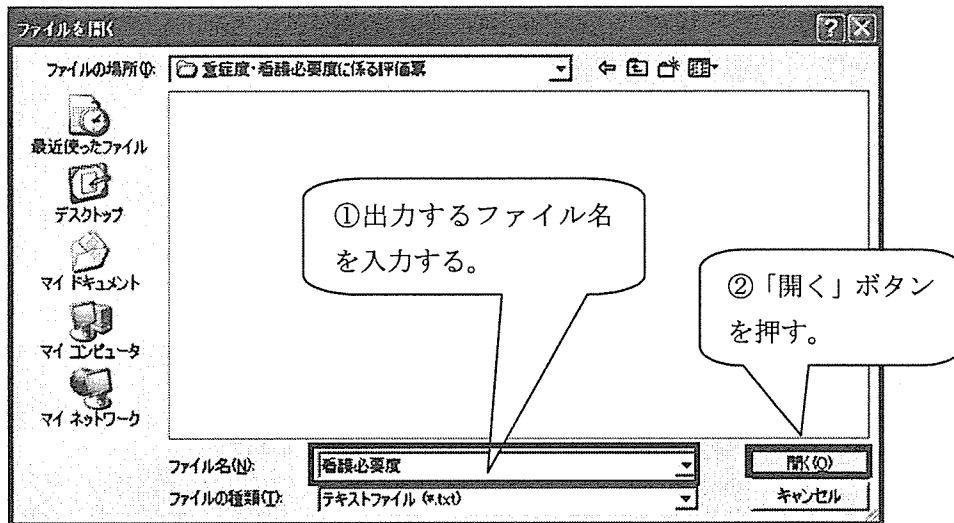 ファイルを開く
ファイルの場所(I):
重症度・看護必要度に係る評価票
最近使ったファイル
デスクトップ
マイ ドキュメント
マイ コンピュータ
マイ ネットワーク
①出力するファイル名
を入力する。
②「開く」ボタン
を押す。
ファイル名(N):
看護必要度
開く(O)
ファイルの種類(T):
テキストファイル (*.txt)
キャンセル